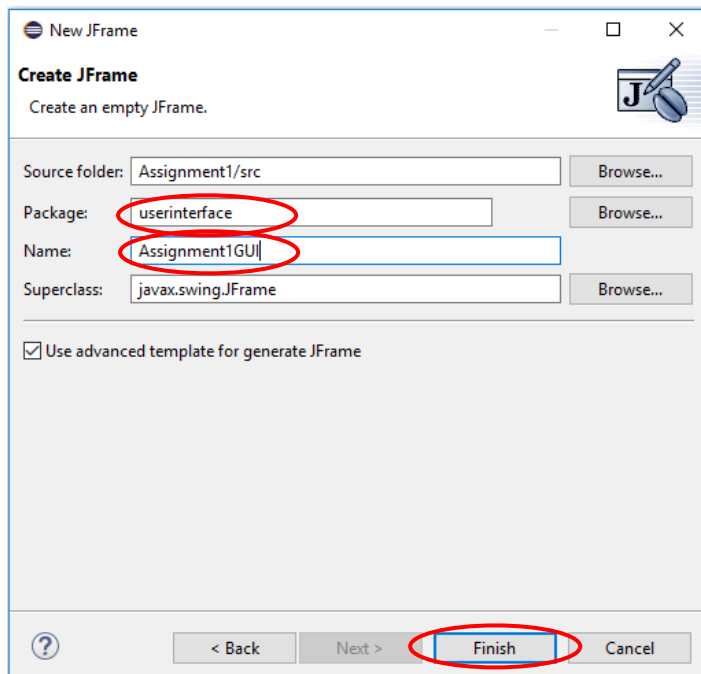 New JFrame
Create JFrame
Create an empty JFrame.
Source folder: Assignment1/src Browse...
Package: userinterface Browse...
Name: Assignment1GUI
Superclass: javax.swing.JFrame Browse...
Use advanced template for generate JFrame
? < Back Next > Finish Cancel